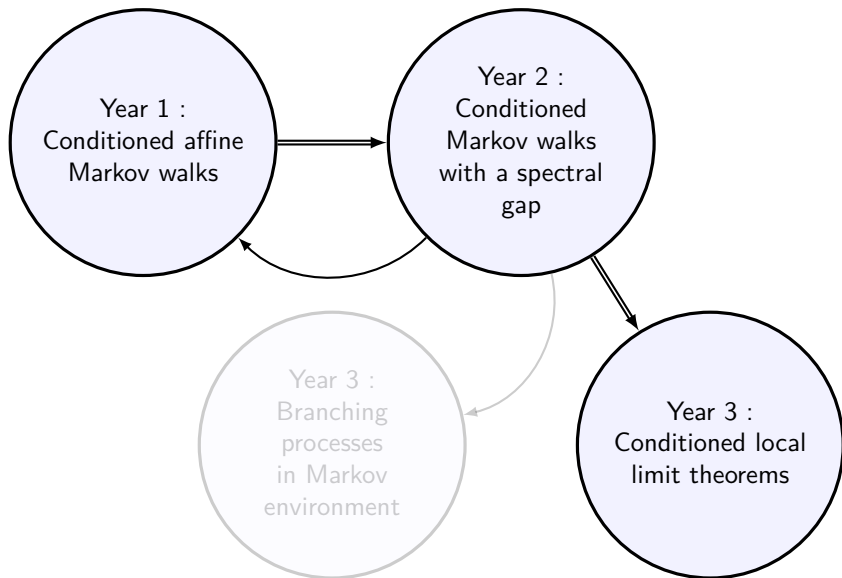 Year 1 :
Conditioned affine
Markov walks
Year 2 :
Conditioned
Markov walks
with a spectral
gap
Year 3 :
Branching
processes
in Markov
environment
Year 3 :
Conditioned local
limit theorems